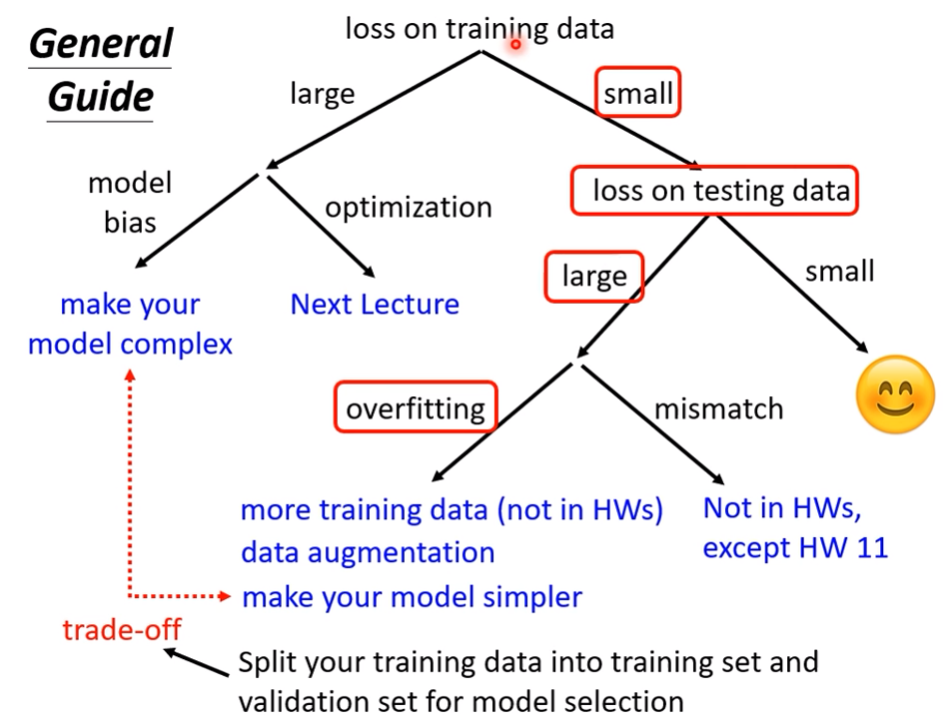 General
Guide
loss on training data
large
small
model
bias
optimization
loss on testing data
make your
model complex
Next Lecture
large
small
overfitting
mismatch
more training data (not in HWs)
data augmentation
make your model simpler
Not in HWs,
except HW 11
trade-off
Split your training data into training set and
validation set for model selection